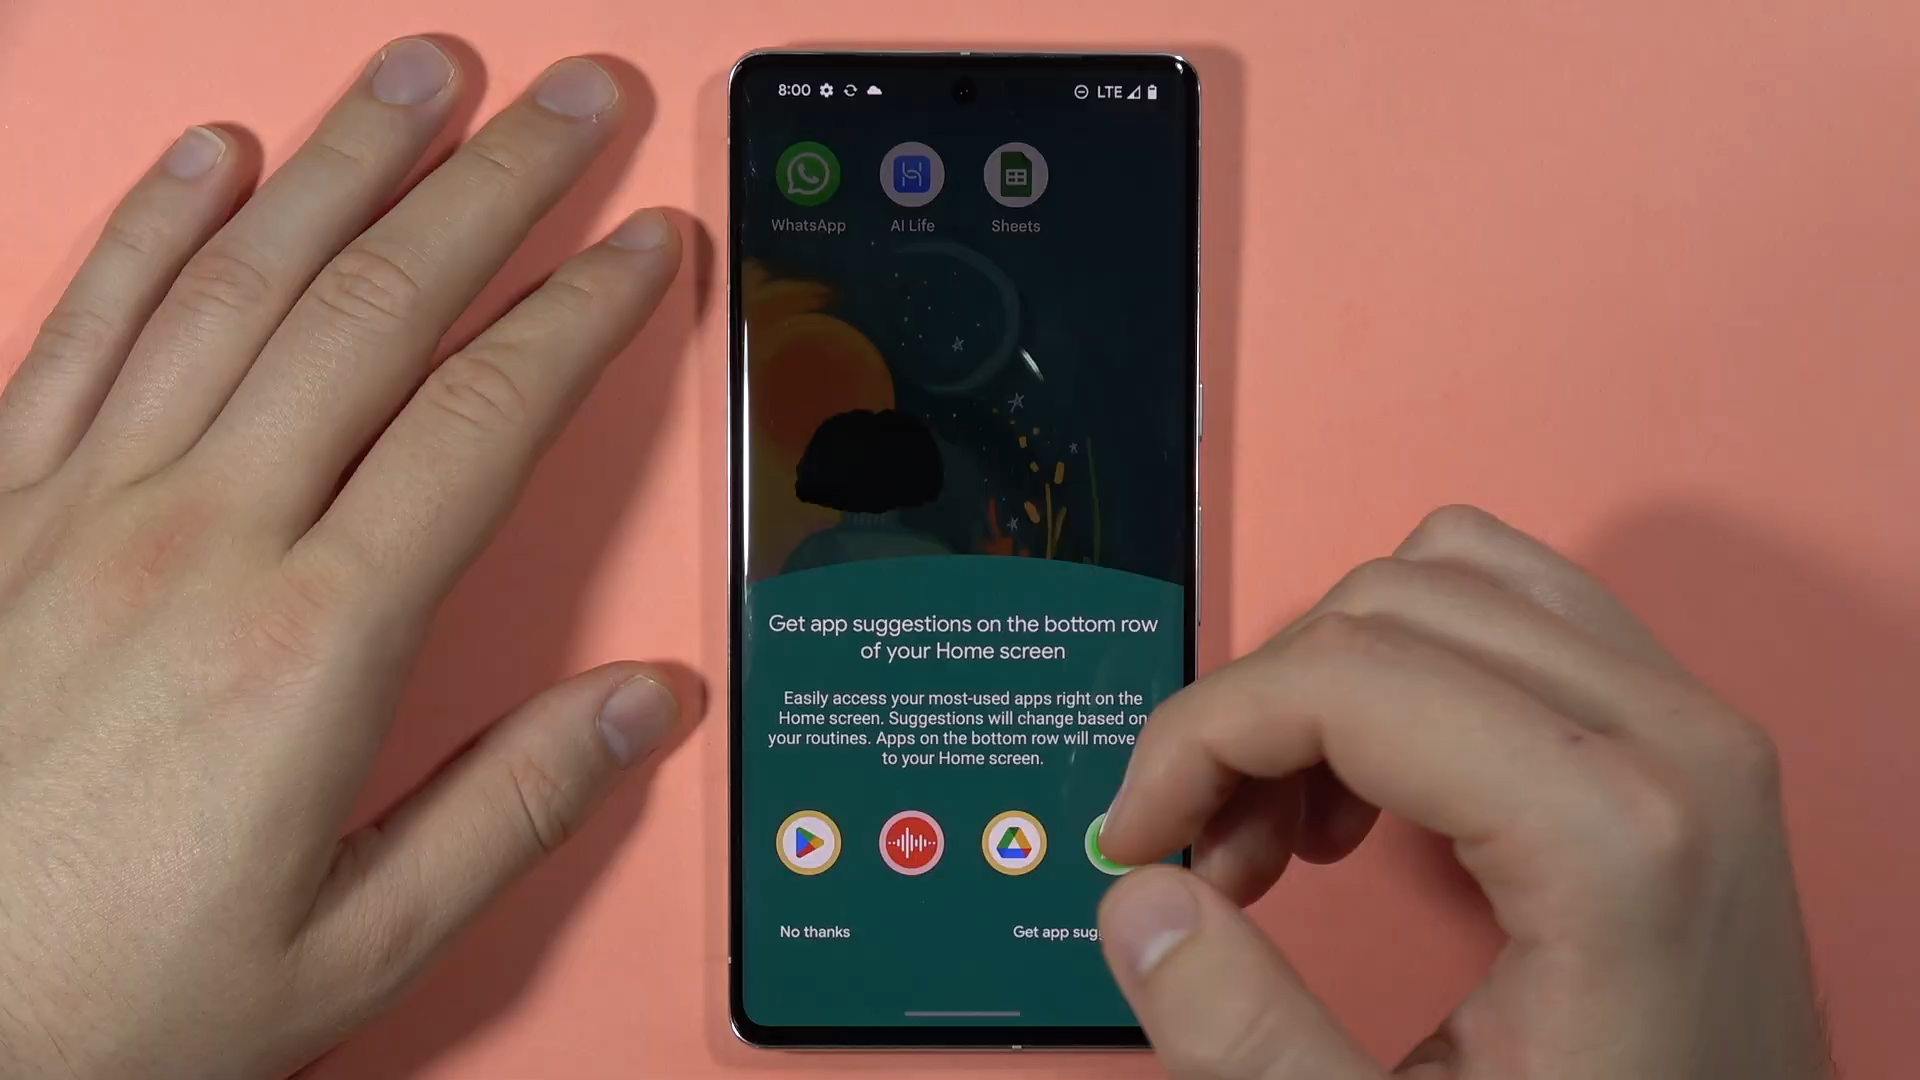 8:00
LTE
WhatsApp
AI Life
Sheets
Get app suggestions on the bottom row
of your Home screen
Easily access your most-used apps right on the
Home screen. Suggestions will change based on
your routines. Apps on the bottom row will move
to your Home screen.
No thanks
Get app